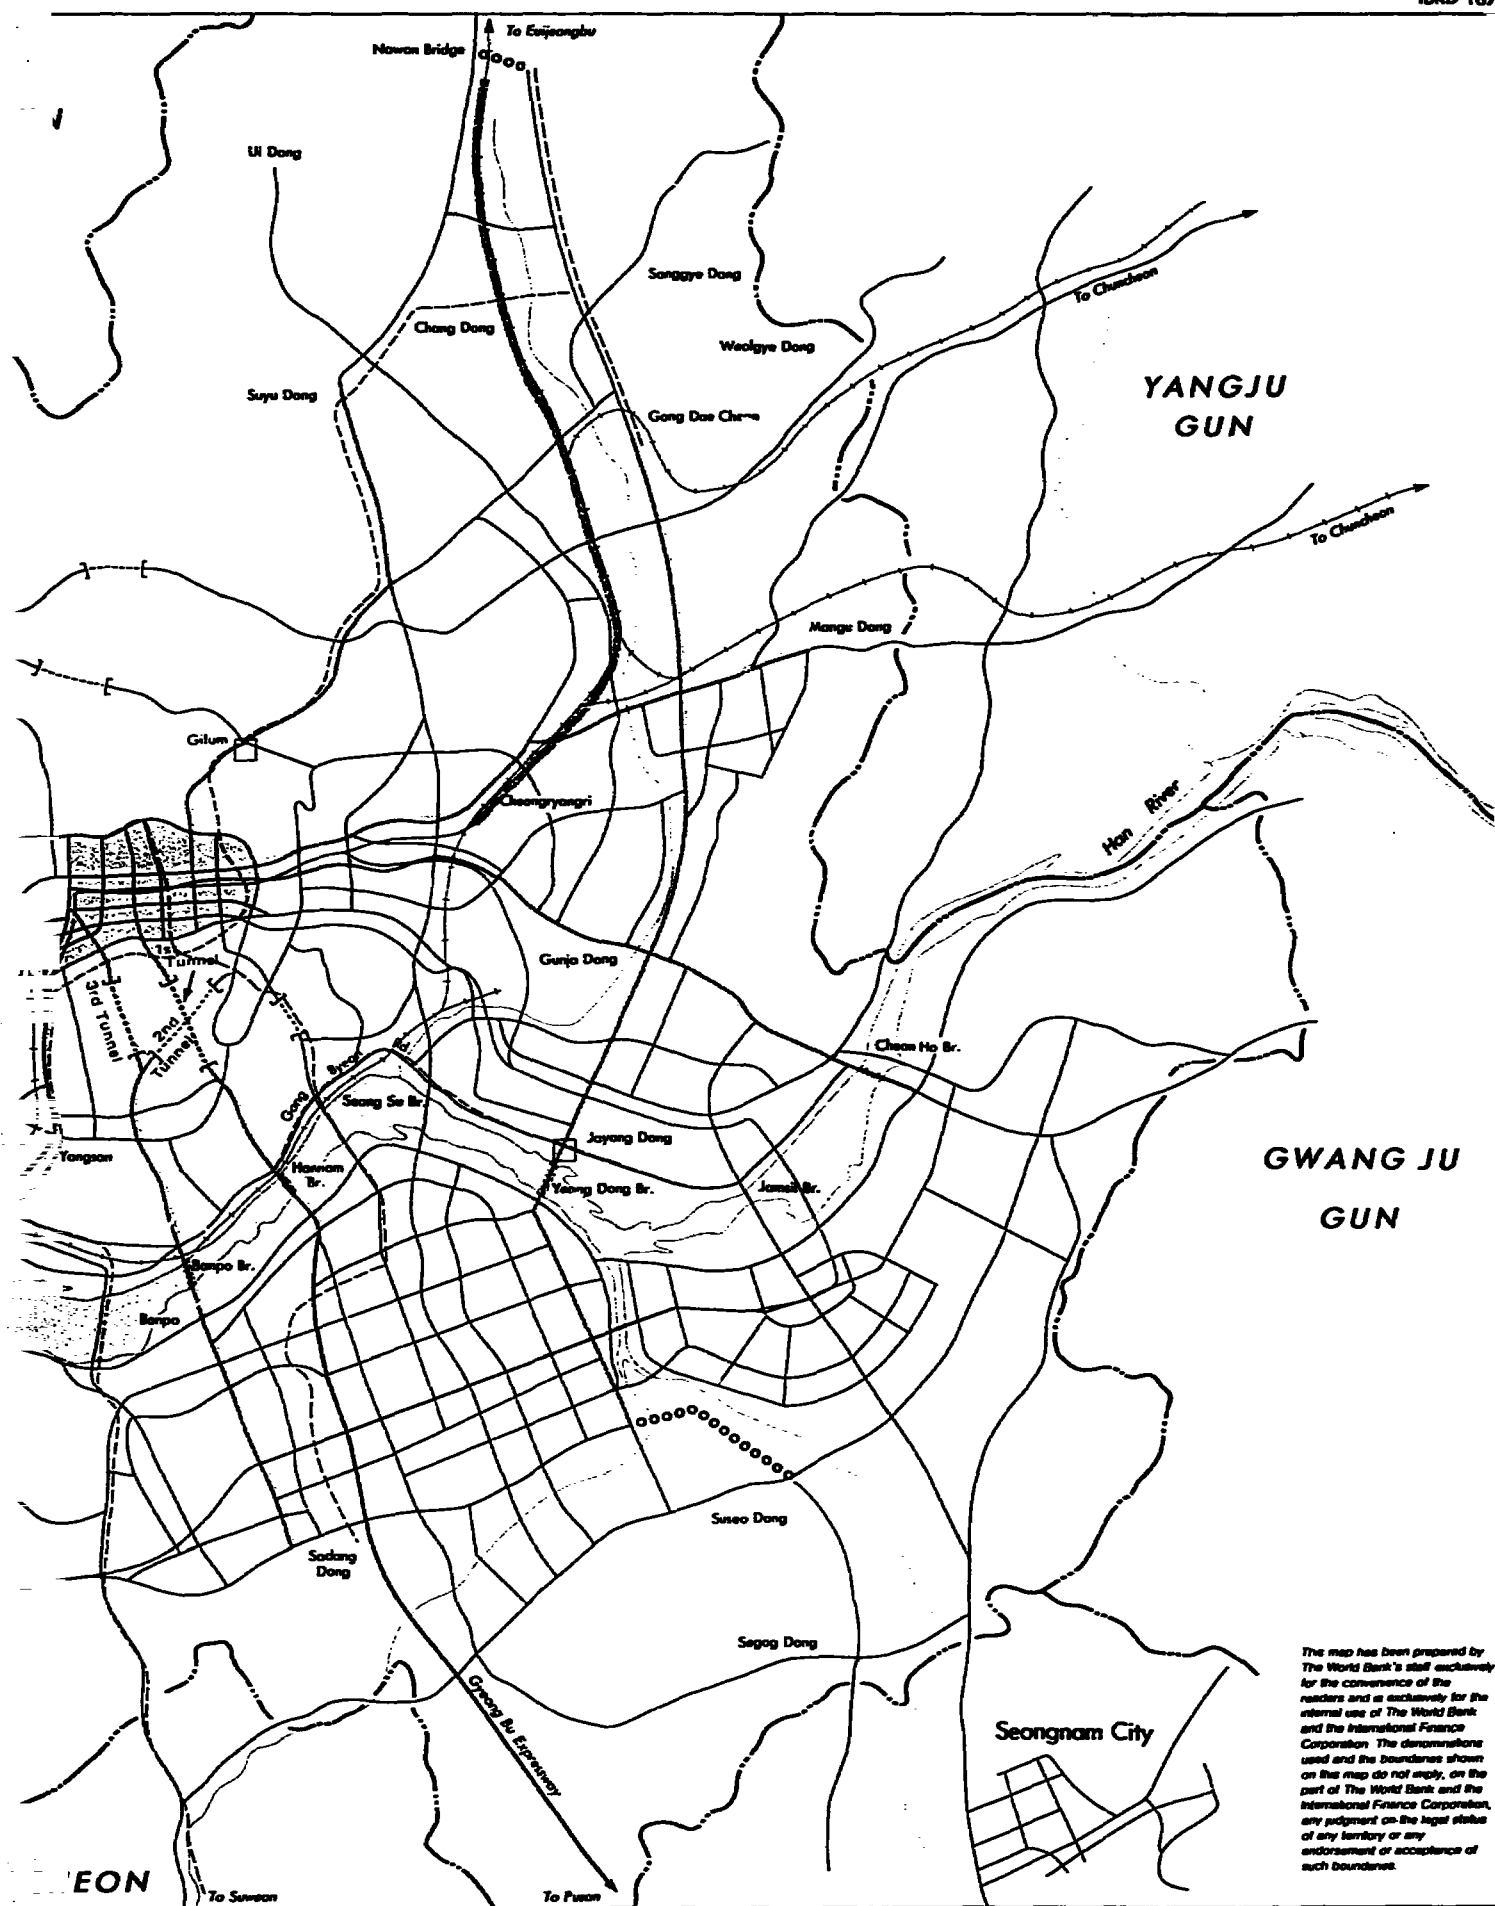 To Euijeongbu
Nowon Bridge
Ui Dong
Sanggye Dong
To Chuncheon
Chang Dong
Weolgye Dong
YANGJU
GUN
Suyu Dong
Gong Dae
To Chuncheon
Mangu Dong
Gilum
Han River
Cheongryangri
1st
Tunnel
Gunja Dong
3rd Tunnel
2nd
Tunnel
Cheon Ho Br.
Gang Byeon Rd
Seong Su Br.
Jayang Dong
Yongsan
Hannam
Br.
Yeong Dong Br.
Jamsil Br.
GWANG JU
GUN
Banpo Br.
Banpo
Suseo Dong
Sadang
Dong
Segog Dong
Gyeong Bu Expressway
Seongnam City
This map has been prepared by
The World Bank's staff exclusively
for the convenience of the
readers and is exclusively for the
internal use of The World Bank
and the International Finance
Corporation. The denominations
used and the boundaries shown
on this map do not imply, on the
part of The World Bank and the
International Finance Corporation,
any judgment on the legal status
of any territory or any
endorsement or acceptance of
such boundaries.
EON
To Suweon
To Pusan